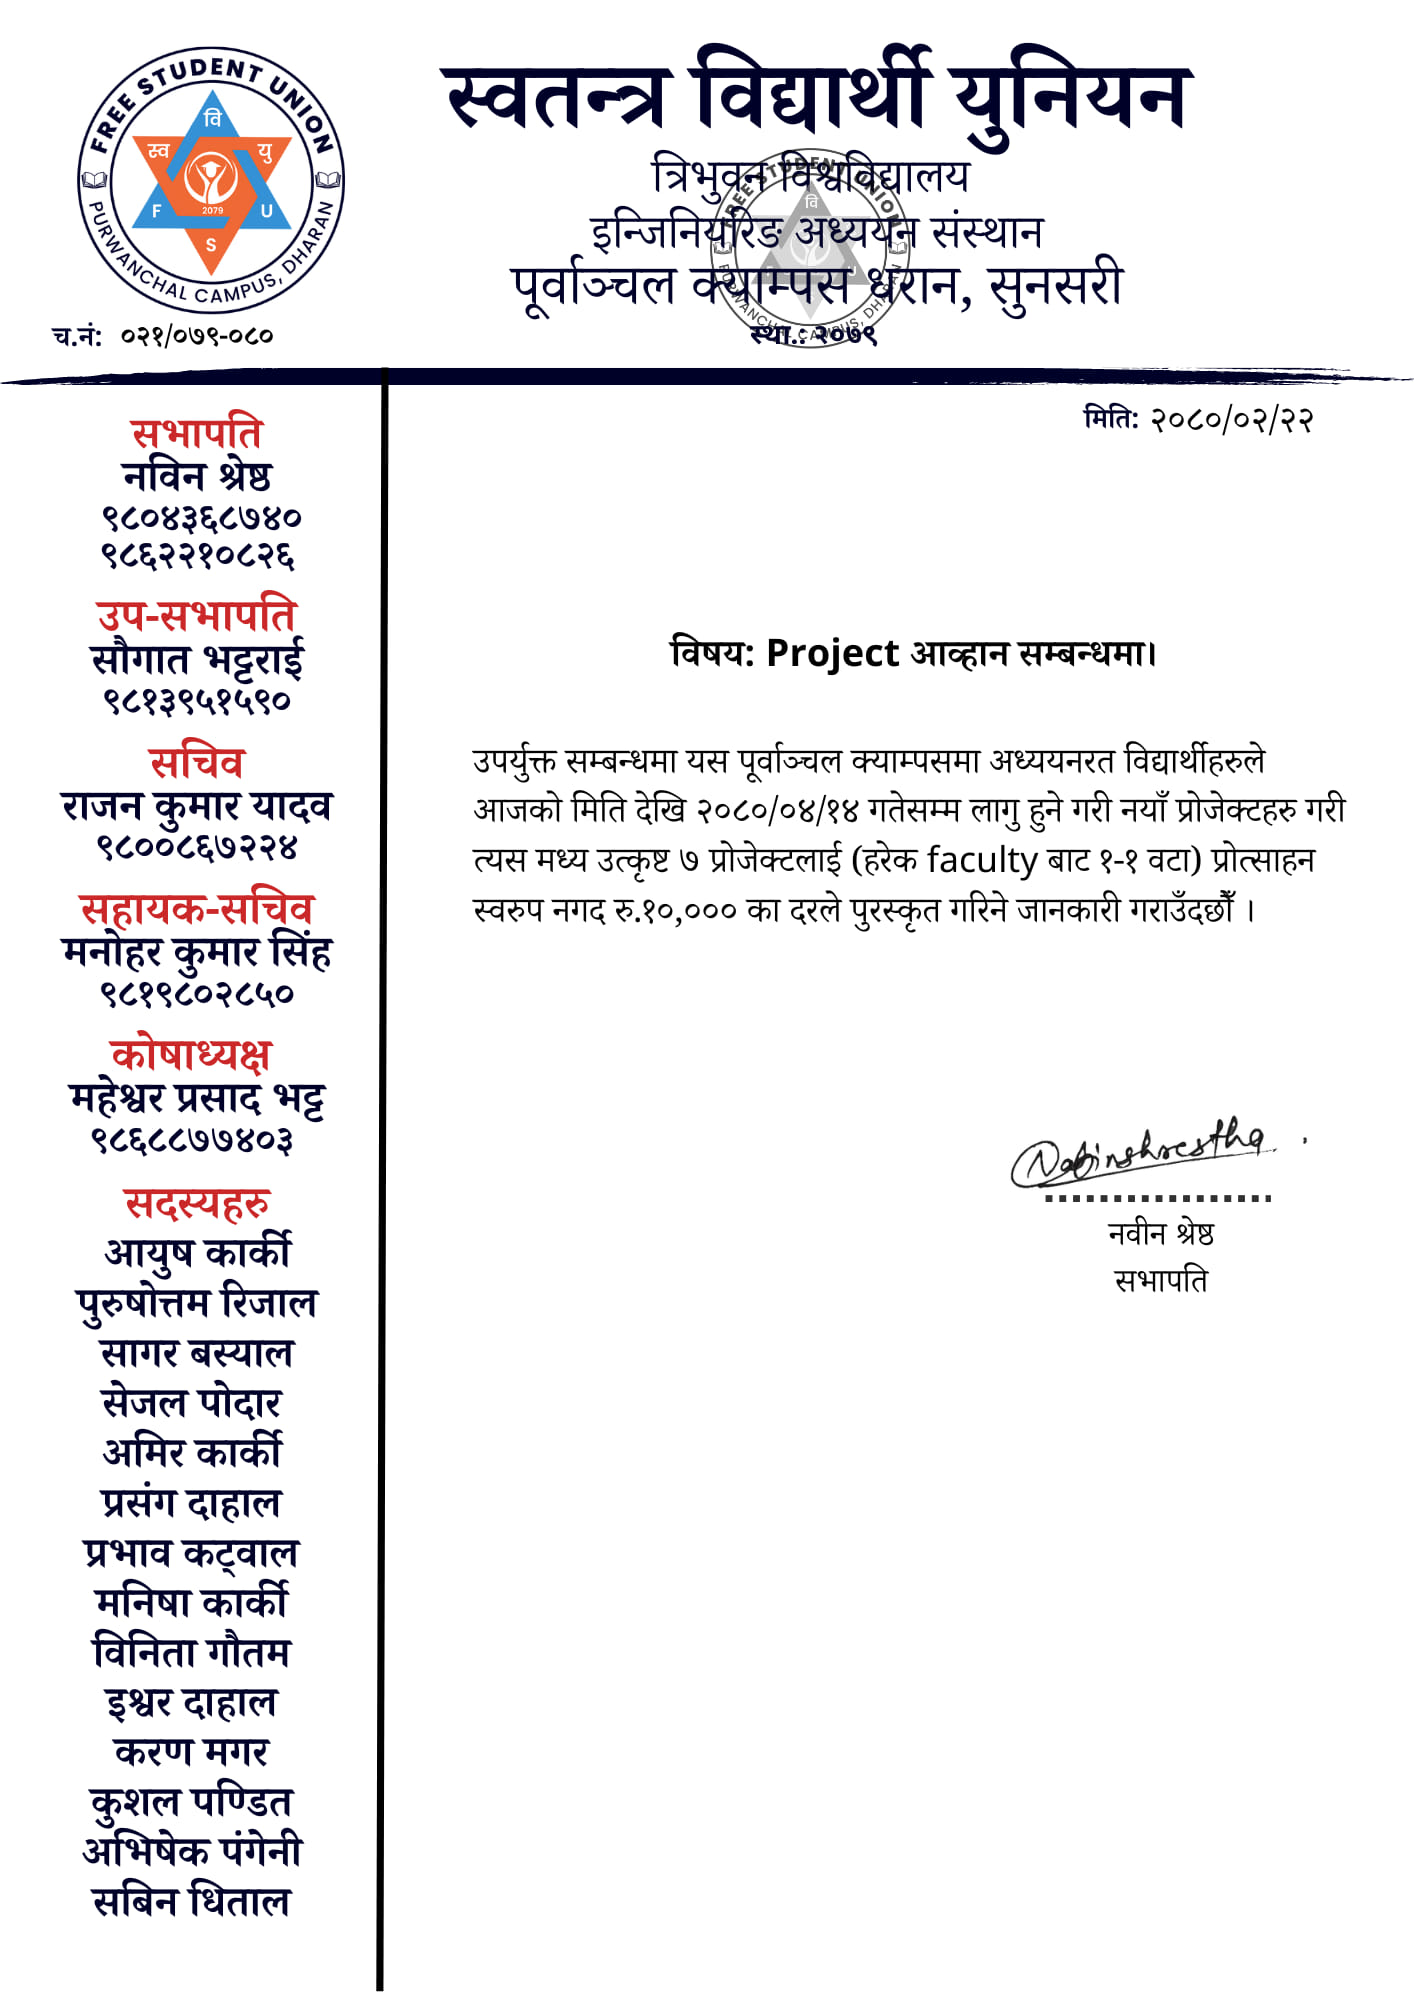 FREE STUDENT UNION
वि
स्व
यु
2079
F
U
S
PURWANCHAL CAMPUS, DHARAN
स्वतन्त्र विद्यार्थी युनियन
त्रिभुवन विश्वविद्यालय
इन्जिनियरिङ अध्ययन संस्थान
पूर्वाञ्चल क्याम्पस धरान, सुनसरी
स्था.: २०७९
FREE STUDENT UNION
वि
U
PURWANCHAL CAMPUS, DHARAN
च.नं: ०२१/०७९-०८०
मिति: २०८०/०२/२२
सभापति
नविन श्रेष्ठ
९८०४३६८७४०
९८६२२१०८२६
उप-सभापति
सौगात भट्टराई
९८१३९५१५९०
सचिव
राजन कुमार यादव
९८००८६७२२४
सहायक-सचिव
मनोहर कुमार सिंह
९८१९८०२८५०
कोषाध्यक्ष
महेश्वर प्रसाद भट्ट
९८६८८७७४०३
सदस्यहरु
आयुष कार्की
पुरुषोत्तम रिजाल
सागर बस्याल
सेजल पोदार
अमिर कार्की
प्रसंग दाहाल
प्रभाव कट्वाल
मनिषा कार्की
विनिता गौतम
इश्वर दाहाल
करण मगर
कुशल पण्डित
अभिषेक पंगेनी
सबिन धिताल
विषय: Project आव्हान सम्बन्धमा।
उपर्युक्त सम्बन्धमा यस पूर्वाञ्चल क्याम्पसमा अध्ययनरत विद्यार्थीहरुले
आजको मिति देखि २०८०/०४/१४ गतेसम्म लागु हुने गरी नयाँ प्रोजेक्टहरु गरी
त्यस मध्य उत्कृष्ट ७ प्रोजेक्टलाई (हरेक faculty बाट १-१ वटा) प्रोत्साहन
स्वरुप नगद रु.१०,००० का दरले पुरस्कृत गरिने जानकारी गराउँदछौँ ।
Nabinshrestha
नवीन श्रेष्ठ
सभापति